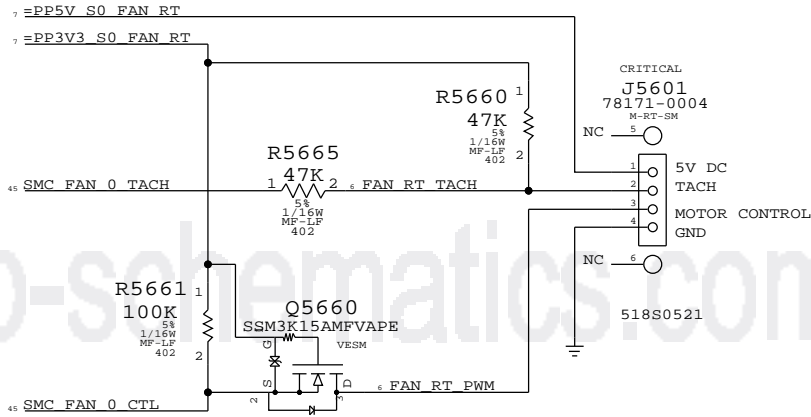 7 =PP5V_S0_FAN_RT
7 =PP3V3_S0_FAN_RT
CRITICAL
J5601
78171-0004
M-RT-SM
R5660 1
47K
5%
1/16W
MF-LF
402
2
NC 5
R5665
47K
1 2
5%
1/16W
MF-LF
402
45 SMC_FAN_0_TACH
6 FAN_RT_TACH
1 5V DC
2 TACH
3 MOTOR CONTROL
4 GND
NC 6
518S0521
R5661 1
100K
5%
1/16W
MF-LF
402
2
Q5660
SSM3K15AMFVAPE
VESM
G
S
D
2
3
6 FAN_RT_PWM
45 SMC_FAN_0_CTL
o-schematics.com